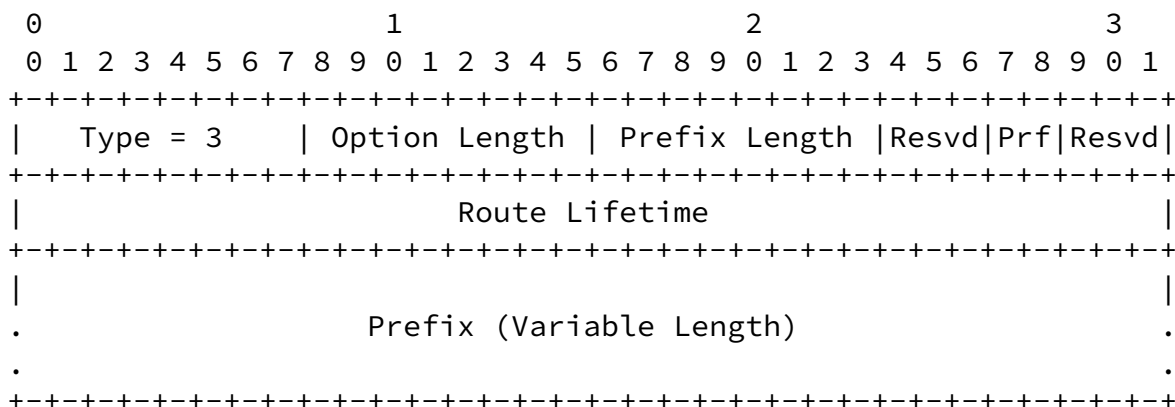 0                   1                   2                   3
 0 1 2 3 4 5 6 7 8 9 0 1 2 3 4 5 6 7 8 9 0 1 2 3 4 5 6 7 8 9 0 1
+-+-+-+-+-+-+-+-+-+-+-+-+-+-+-+-+-+-+-+-+-+-+-+-+-+-+-+-+-+-+-+-+
|   Type = 3    | Option Length | Prefix Length |Resvd|Prf|Resvd|
+-+-+-+-+-+-+-+-+-+-+-+-+-+-+-+-+-+-+-+-+-+-+-+-+-+-+-+-+-+-+-+-+
|                        Route Lifetime                         |
+-+-+-+-+-+-+-+-+-+-+-+-+-+-+-+-+-+-+-+-+-+-+-+-+-+-+-+-+-+-+-+-+
|                                                               |
.                   Prefix (Variable Length)                    .
.                                                               .
+-+-+-+-+-+-+-+-+-+-+-+-+-+-+-+-+-+-+-+-+-+-+-+-+-+-+-+-+-+-+-+-+